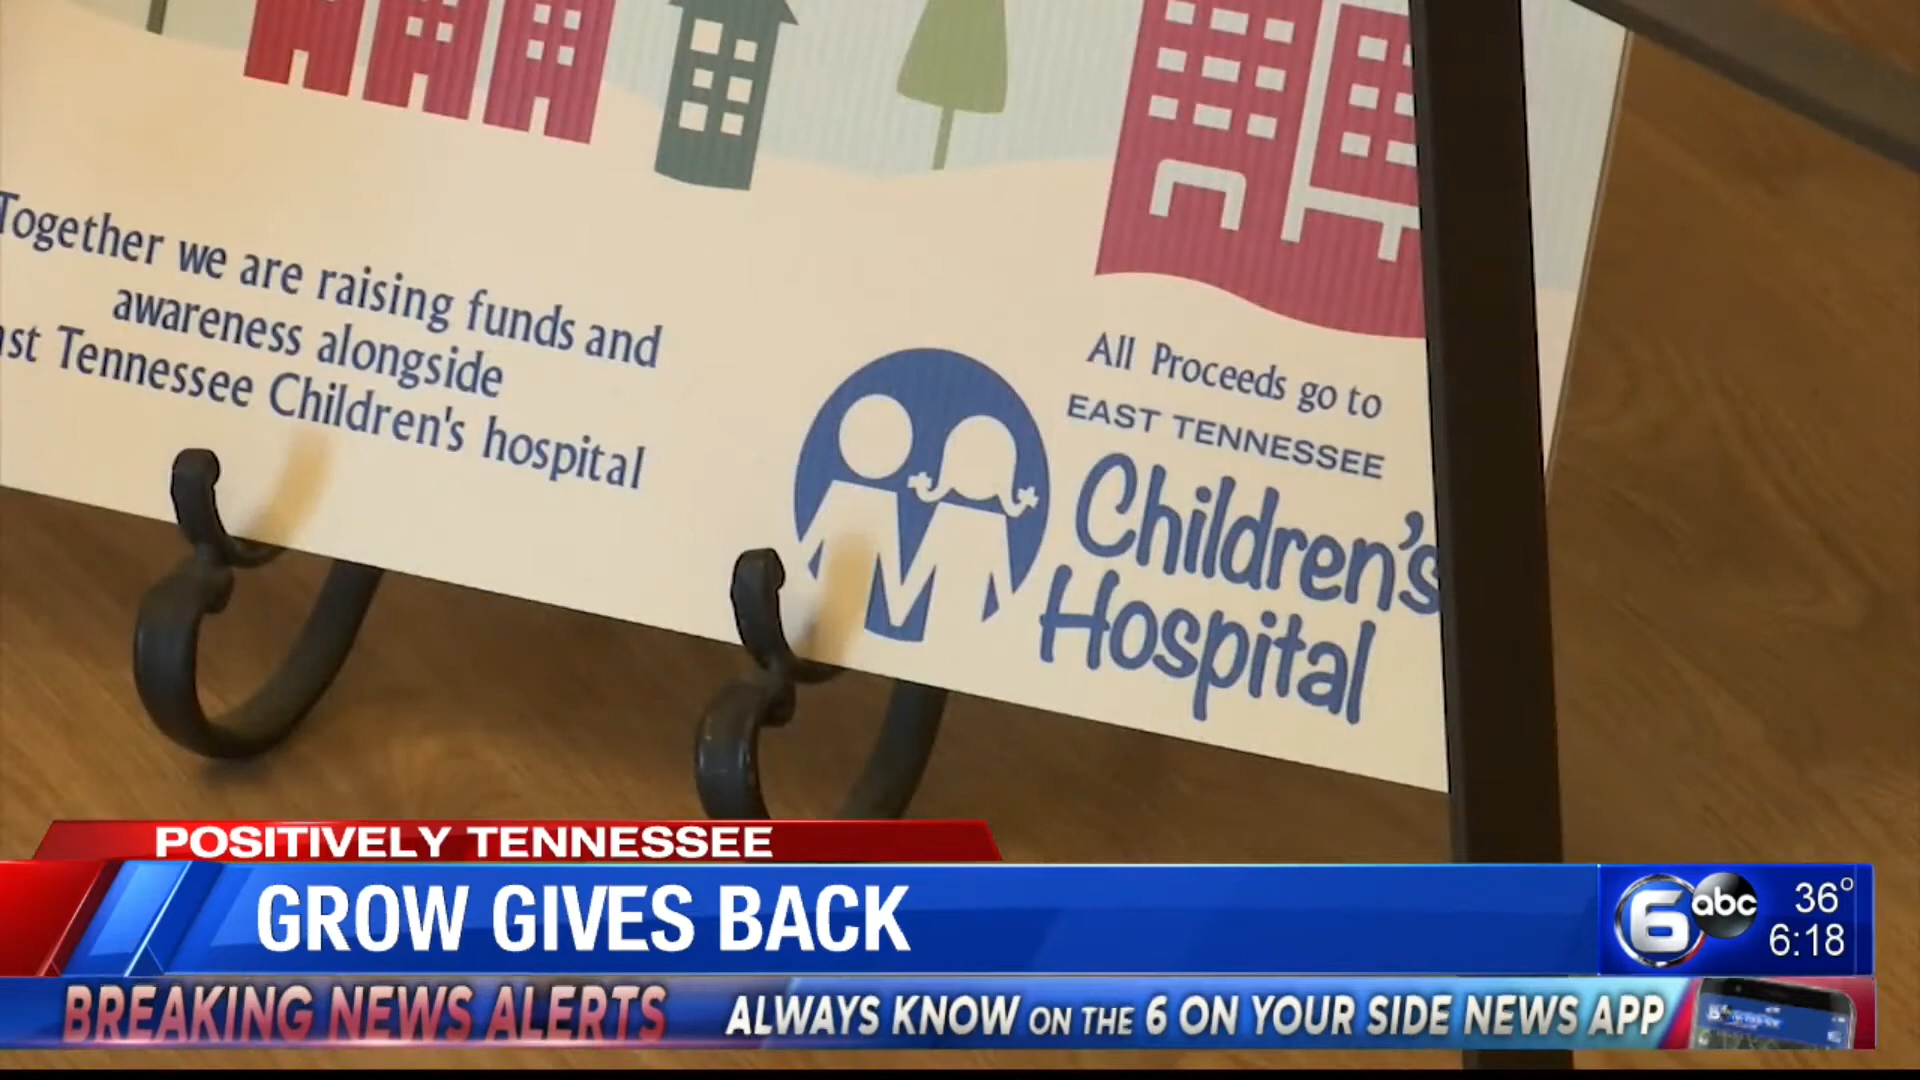 Together we are raising funds and
awareness alongside
Tennessee Children's hospital
All Proceeds go to
EAST TENNESSEE
Children's
Hospital
POSITIVELY TENNESSEE
GROW GIVES BACK
6 abc
36°
6:18
BREAKING NEWS ALERTS ALWAYS KNOW ON THE 6 ON YOUR SIDE NEWS APP